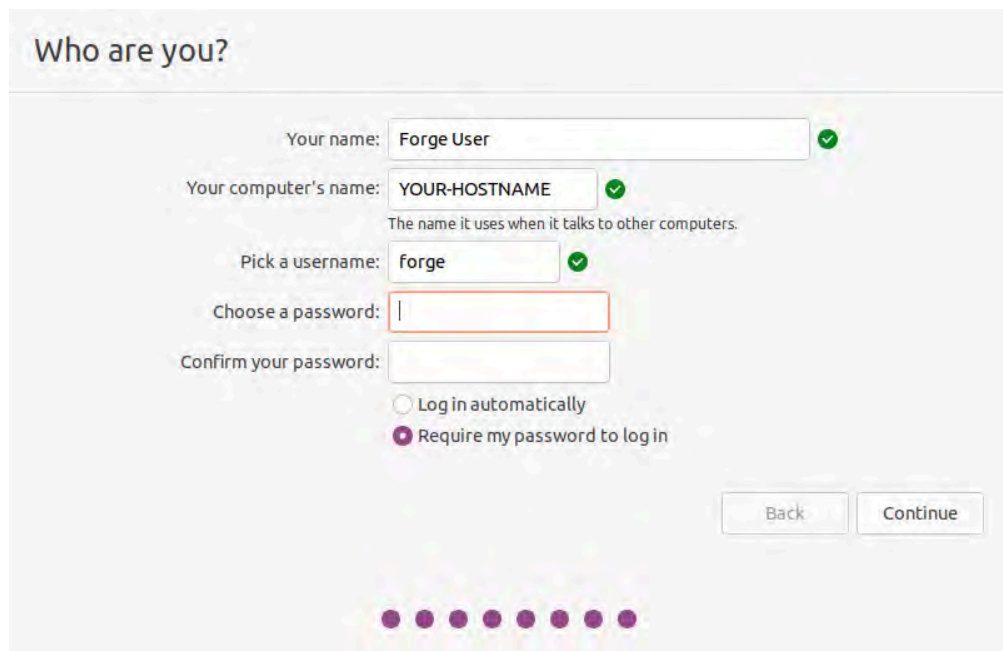 Who are you?
Your name: Forge User
Your computer's name: YOUR-HOSTNAME
The name it uses when it talks to other computers.
Pick a username: forge
Choose a password:
Confirm your password:
Log in automatically
Require my password to log in
Back Continue